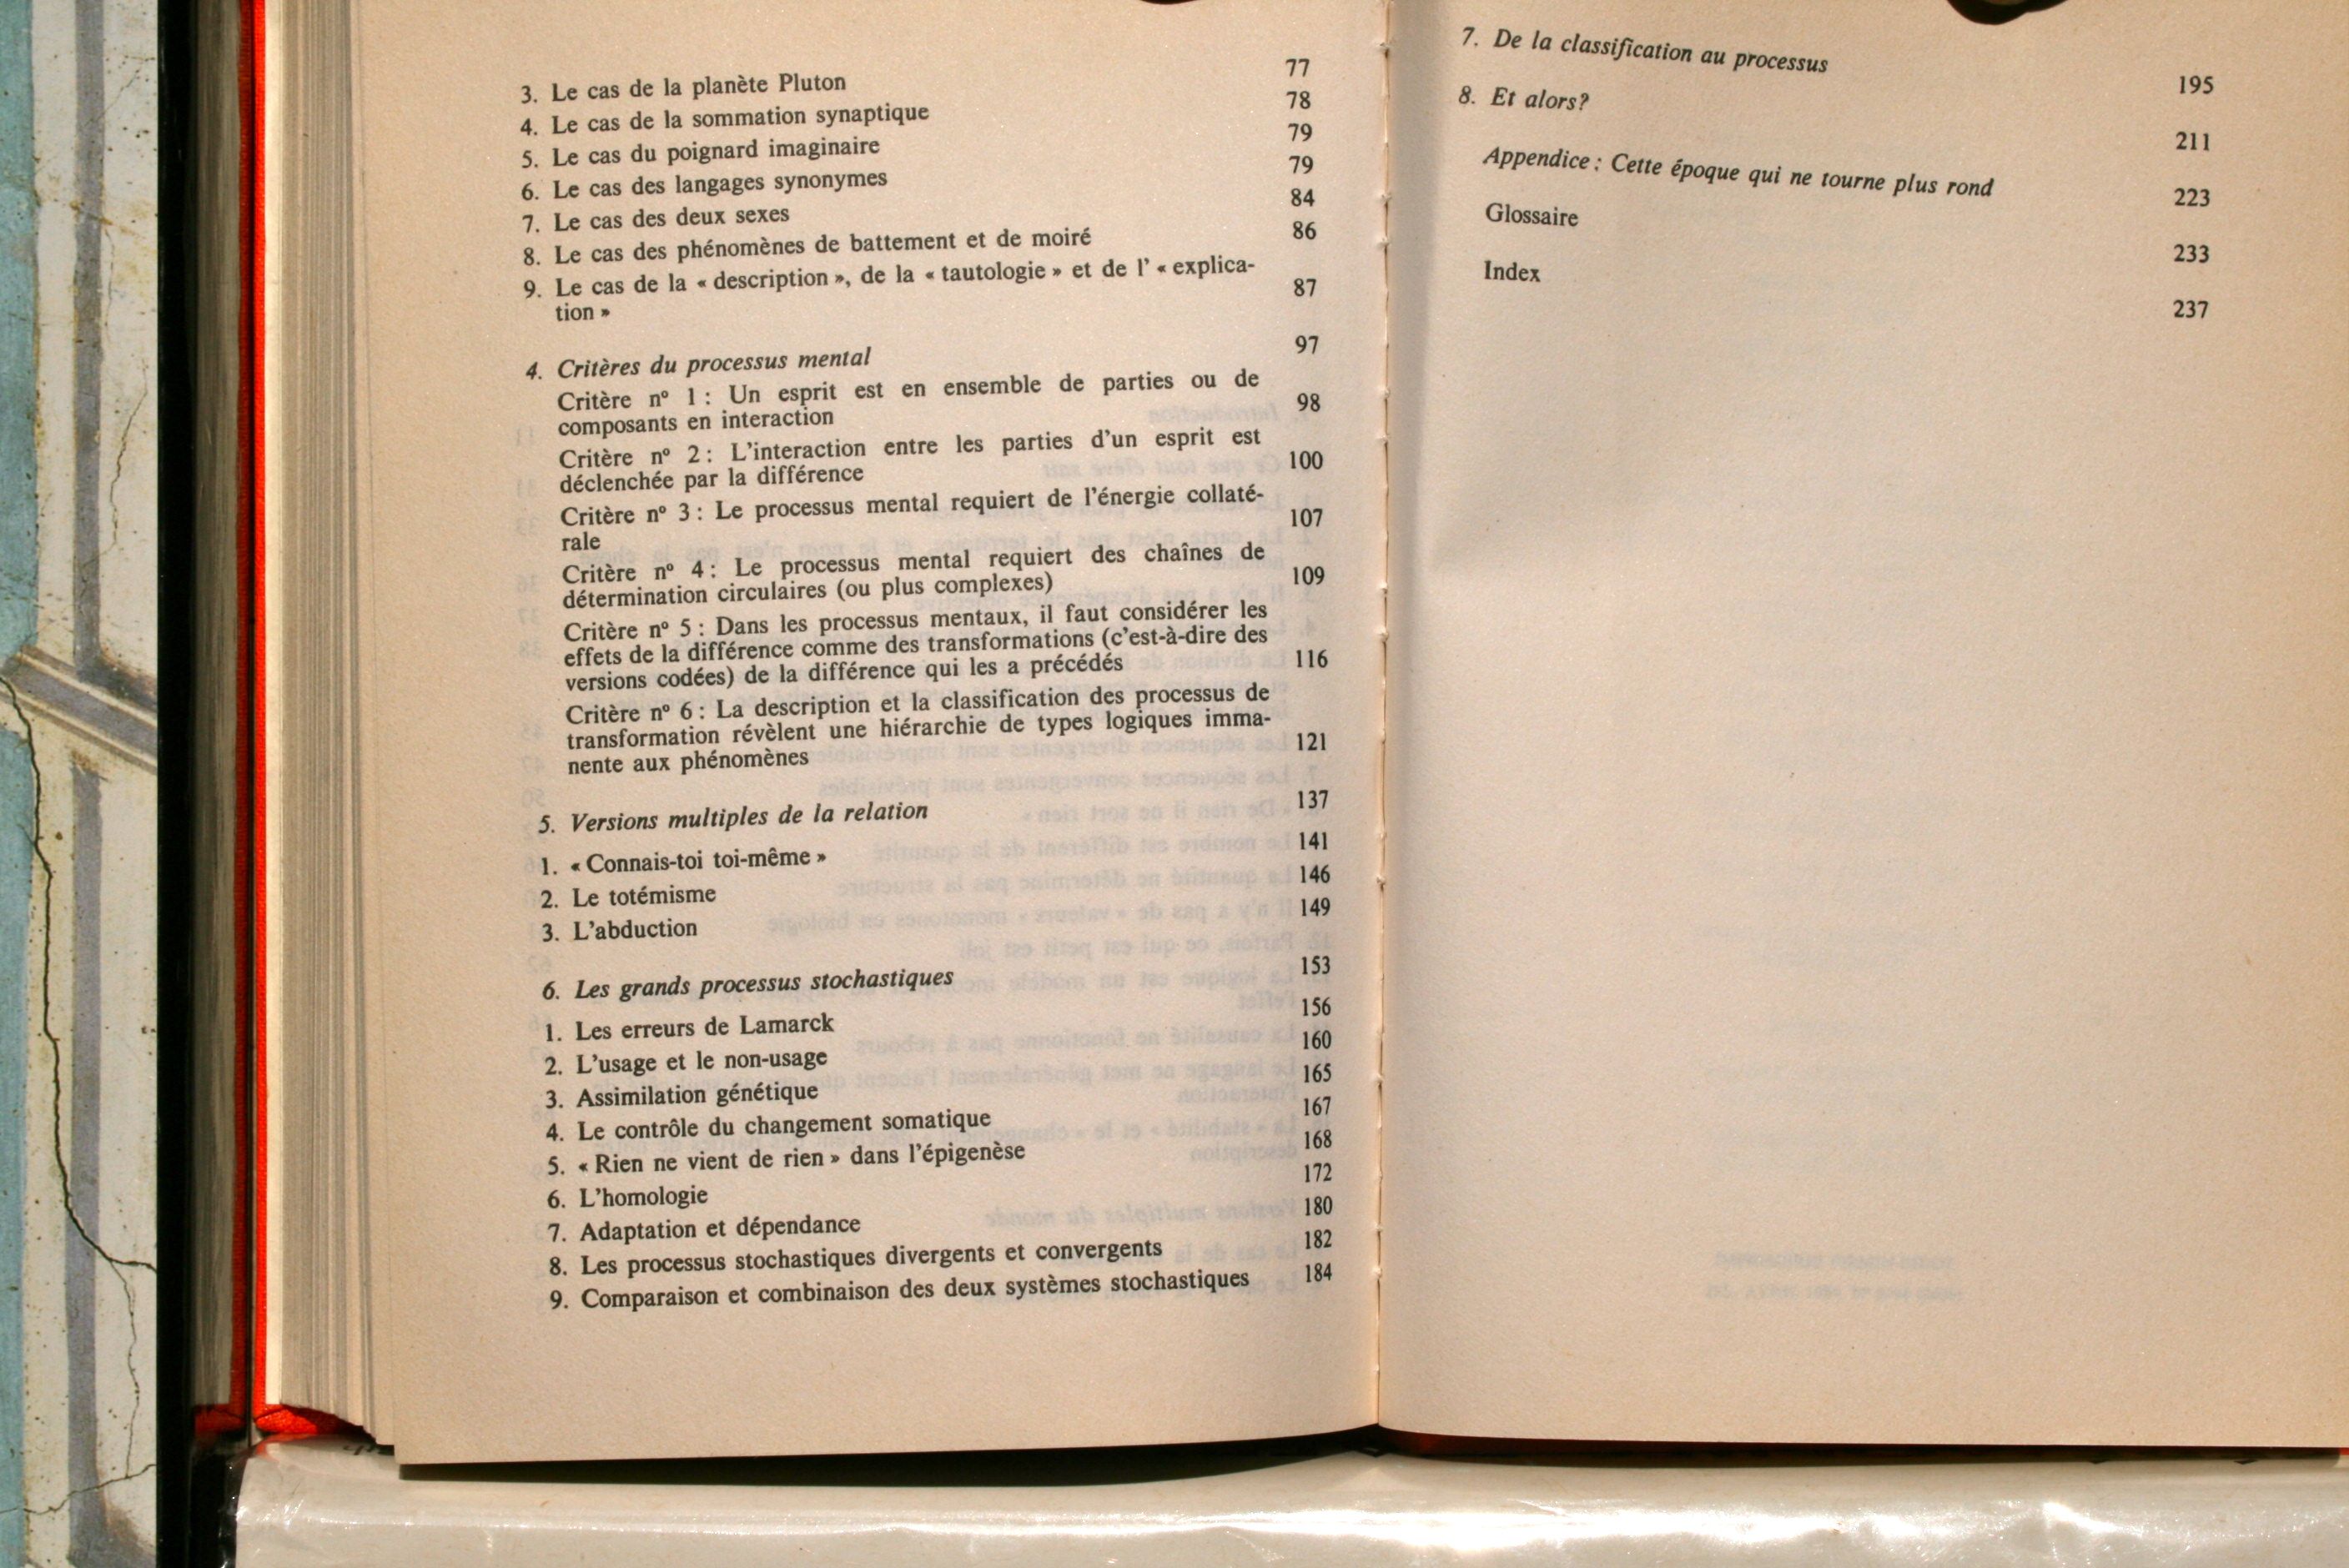 3. Le cas de la planète Pluton 77
4. Le cas de la sommation synaptique 78
5. Le cas du poignard imaginaire 79
6. Le cas des langages synonymes 79
7. Le cas des deux sexes 84
8. Le cas des phénomènes de battement et de moiré 86
9. Le cas de la « description », de la « tautologie » et de l' « explica-
tion » 87
4. Critères du processus mental 97
Critère nº 1 : Un esprit est en ensemble de parties ou de
composants en interaction 98
Critère nº 2 : L'interaction entre les parties d'un esprit est
déclenchée par la différence 100
Critère nº 3 : Le processus mental requiert de l'énergie collaté-
rale 107
Critère nº 4 : Le processus mental requiert des chaînes de
détermination circulaires (ou plus complexes) 109
Critère nº 5 : Dans les processus mentaux, il faut considérer les
effets de la différence comme des transformations (c'est-à-dire des
versions codées) de la différence qui les a précédés 116
Critère nº 6 : La description et la classification des processus de
transformation révèlent une hiérarchie de types logiques imma-
nente aux phénomènes 121
5. Versions multiples de la relation 137
1. « Connais-toi toi-même » 141
2. Le totémisme 146
3. L'abduction 149
6. Les grands processus stochastiques 153
1. Les erreurs de Lamarck 156
2. L'usage et le non-usage 160
3. Assimilation génétique 165
4. Le contrôle du changement somatique 167
5. « Rien ne vient de rien » dans l'épigenèse 168
6. L'homologie 172
7. Adaptation et dépendance 180
8. Les processus stochastiques divergents et convergents 182
9. Comparaison et combinaison des deux systèmes stochastiques 184
7. De la classification au processus 195
8. Et alors? 211
Appendice : Cette époque qui ne tourne plus rond 223
Glossaire 233
Index 237